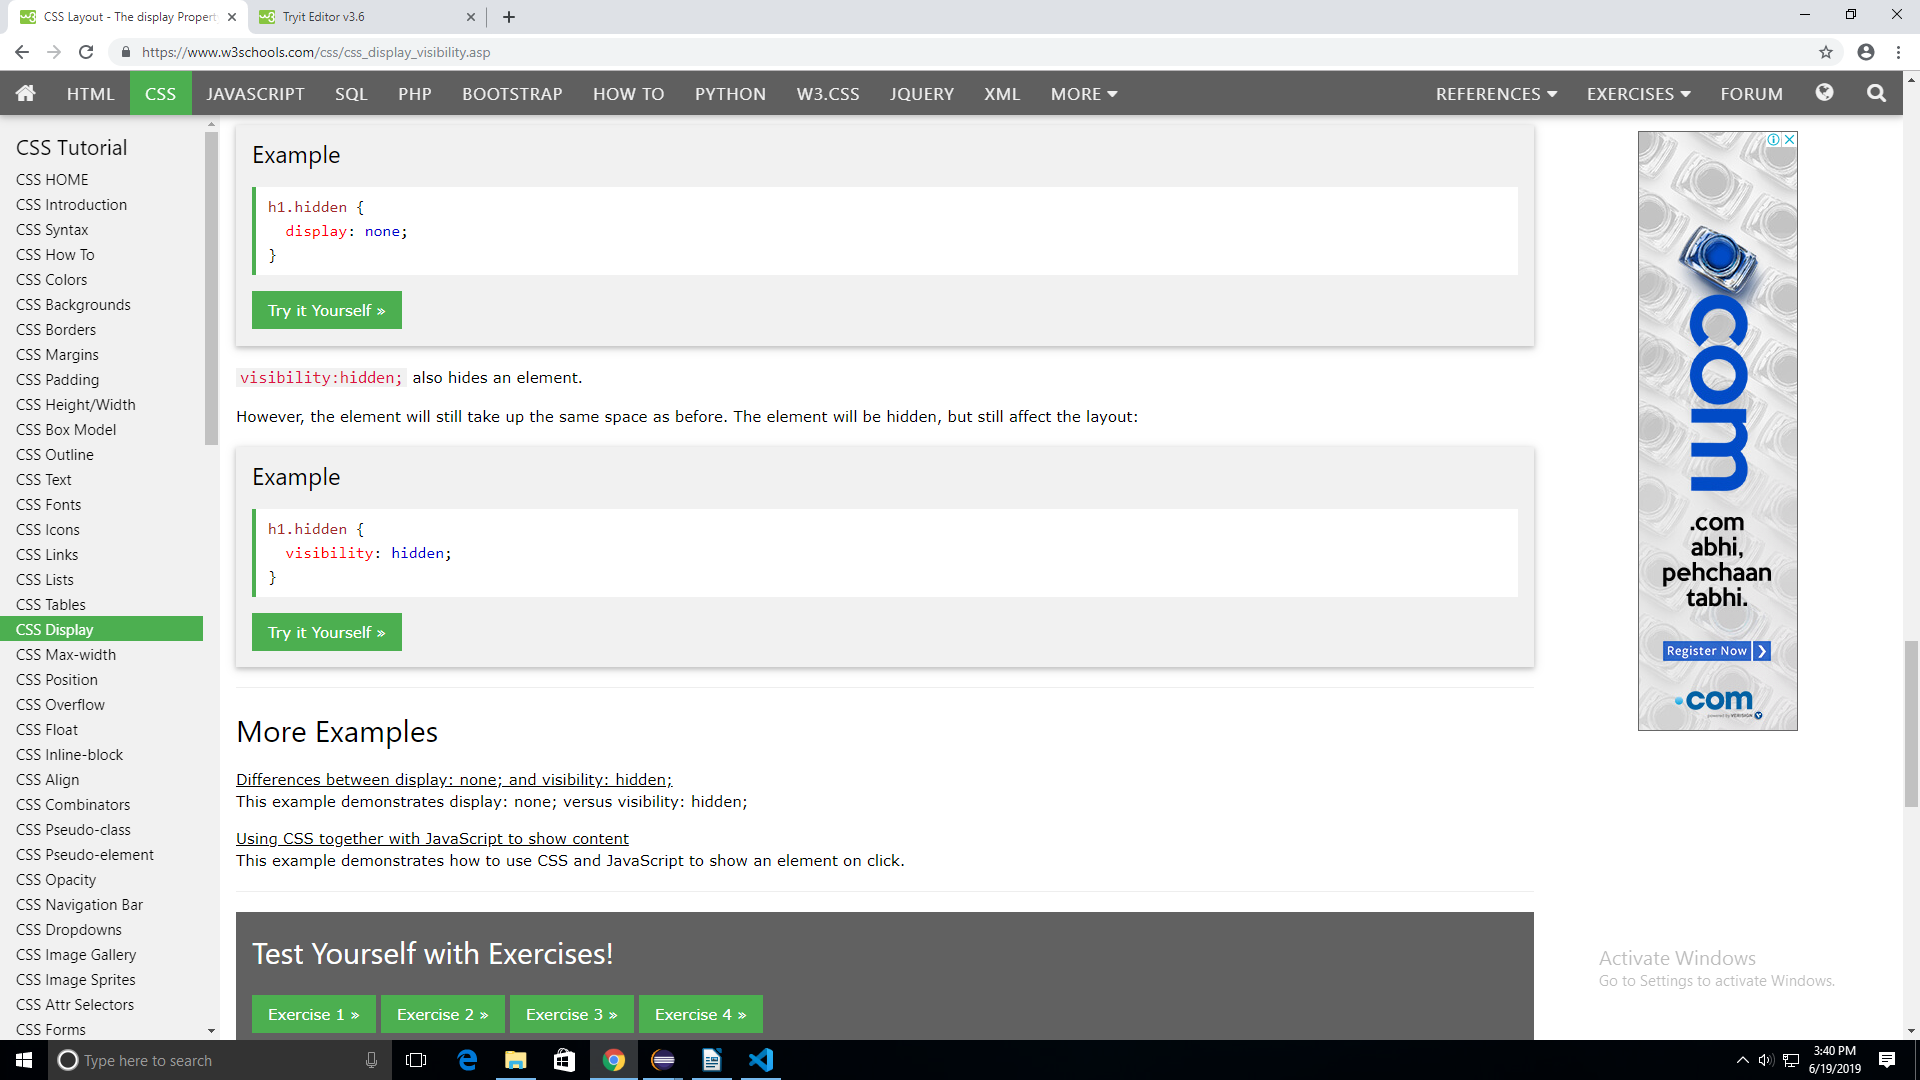 CSS Layout - The display Propert
Tryit Editor v3.6
https://www.w3schools.com/css/css_display_visibility.asp
HTML CSS JAVASCRIPT SQL PHP BOOTSTRAP HOW TO PYTHON W3.CSS JQUERY XML MORE REFERENCES EXERCISES FORUM
CSS Tutorial
CSS HOME
CSS Introduction
CSS Syntax
CSS How To
CSS Colors
CSS Backgrounds
CSS Borders
CSS Margins
CSS Padding
CSS Height/Width
CSS Box Model
CSS Outline
CSS Text
CSS Fonts
CSS Icons
CSS Links
CSS Lists
CSS Tables
CSS Display
CSS Max-width
CSS Position
CSS Overflow
CSS Float
CSS Inline-block
CSS Align
CSS Combinators
CSS Pseudo-class
CSS Pseudo-element
CSS Opacity
CSS Navigation Bar
CSS Dropdowns
CSS Image Gallery
CSS Image Sprites
CSS Attr Selectors
CSS Forms
Example
h1.hidden {
display: none;
}
Try it Yourself »
visibility:hidden; also hides an element.
However, the element will still take up the same space as before. The element will be hidden, but still affect the layout:
Example
h1.hidden {
visibility: hidden;
}
Try it Yourself »
More Examples
Differences between display: none; and visibility: hidden;
This example demonstrates display: none; versus visibility: hidden;
Using CSS together with JavaScript to show content
This example demonstrates how to use CSS and JavaScript to show an element on click.
Test Yourself with Exercises!
Exercise 1 » Exercise 2 » Exercise 3 » Exercise 4 »
com
.com
abhi,
pehchaan
tabhi.
Register Now ❯
.com
powered by VERISIGN
Activate Windows
Go to Settings to activate Windows.
Type here to search
3:40 PM
6/19/2019